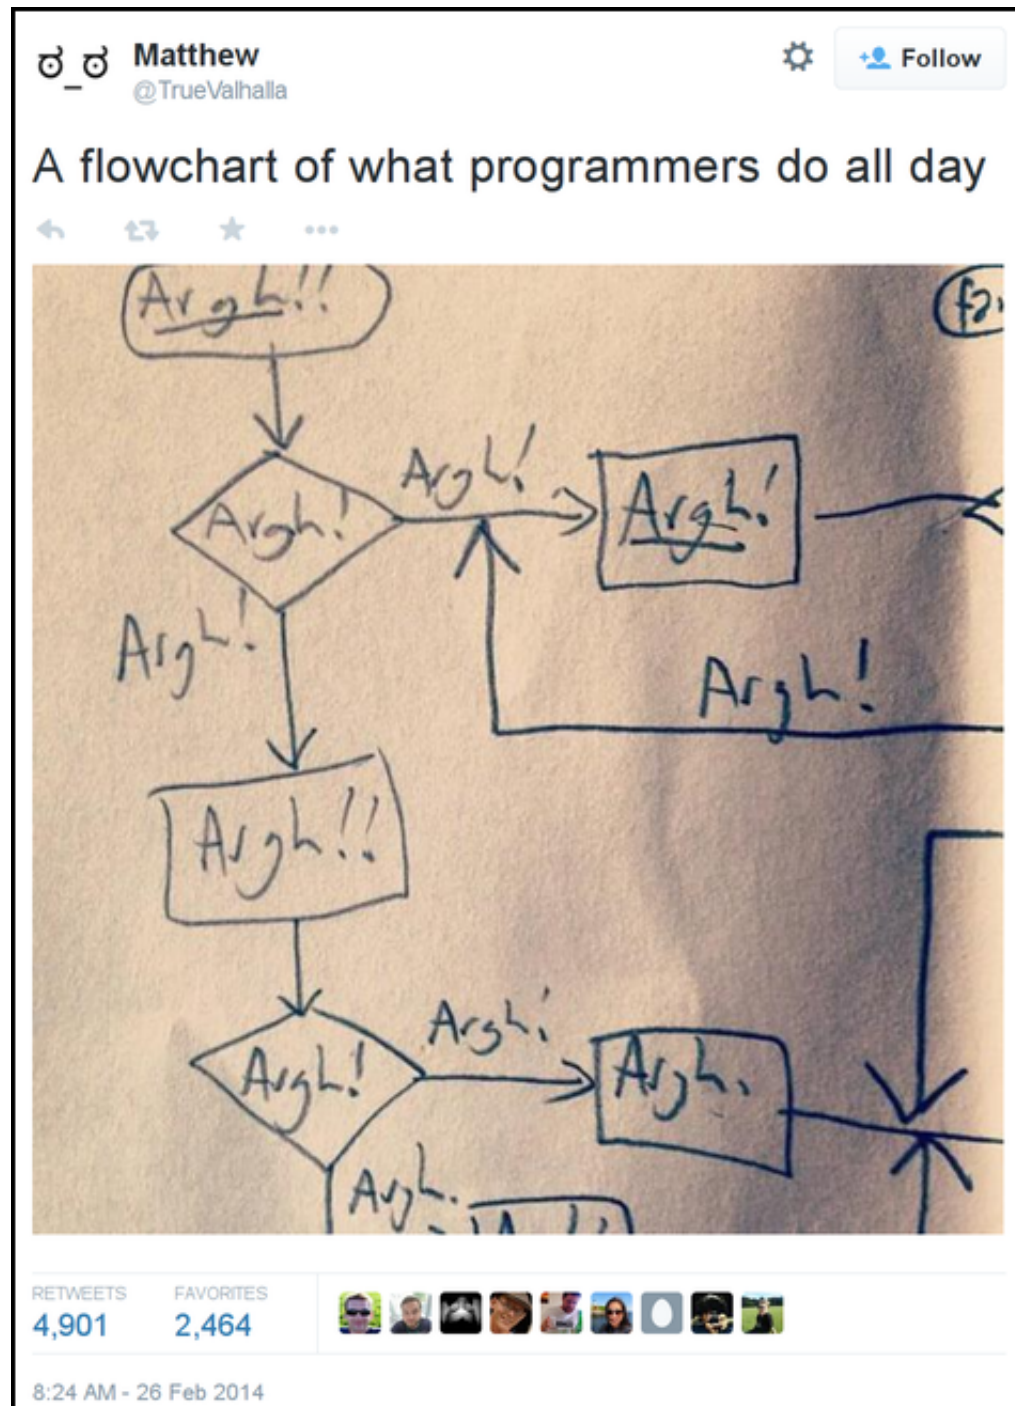 ಠ_ಠ
Matthew
@TrueValhalla
Follow
A flowchart of what programmers do all day
Argh!!
Argh!
Argh!
Argh!
Argh!
Argh!
Argh!!
Argh!
Argh!
Argh.
Argh.
RETWEETS
4,901
FAVORITES
2,464
8:24 AM - 26 Feb 2014